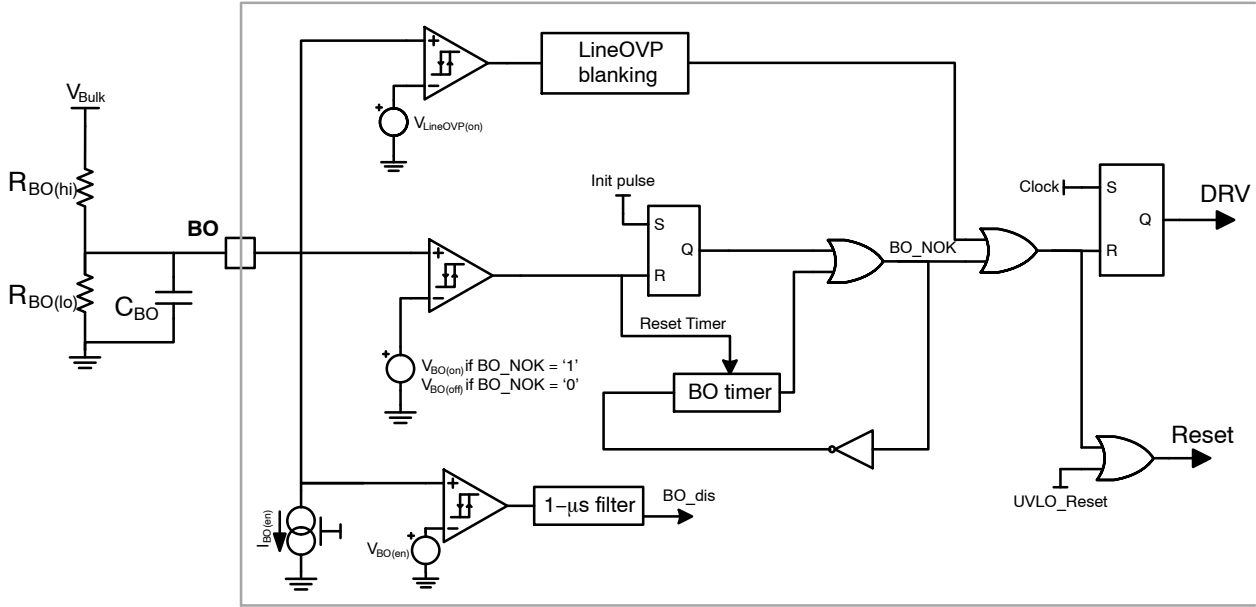 LineOVP
blanking
+
−
+
V_Bulk
V_LineOVP(on)
R_BO(hi)
Init pulse
Clock
S
DRV
Q
BO
S
Q
R
BO_NOK
R
+
−
R_BO(lo)
C_BO
Reset Timer
+
V_BO(on) if BO_NOK = ‘1’
V_BO(off) if BO_NOK = ‘0’
BO timer
Reset
+
−
1−μs filter
BO_dis
UVLO_Reset
I_BO(en)
+
V_BO(en)